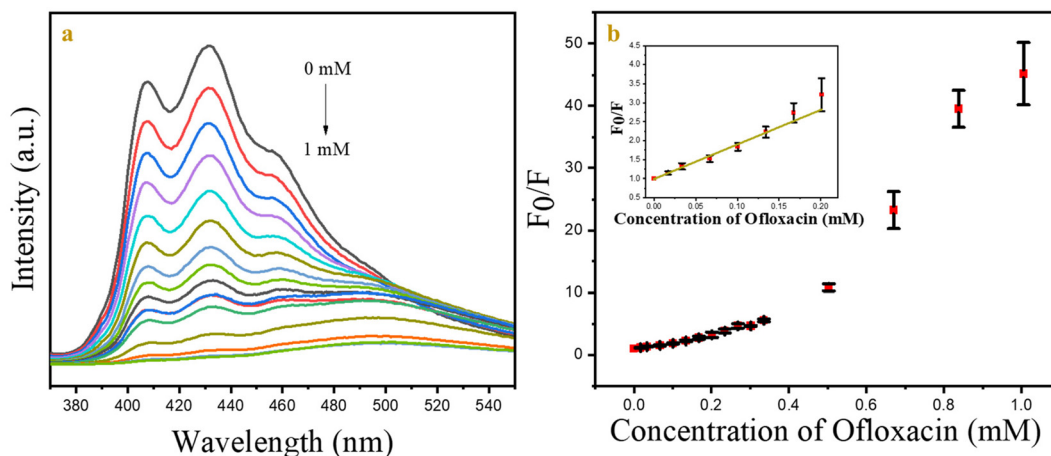 a
0 mM
1 mM
Intensity (a.u.)
380 400 420 440 460 480 500 520 540
Wavelength (nm)
b
F0/F
50
40
30
20
10
0
0.0 0.2 0.4 0.6 0.8 1.0
Concentration of Ofloxacin (mM)
F0/F
4.5
4.0
3.5
3.0
2.5
2.0
1.5
1.0
0.5
0.00 0.05 0.10 0.15 0.20
Concentration of Ofloxacin (mM)